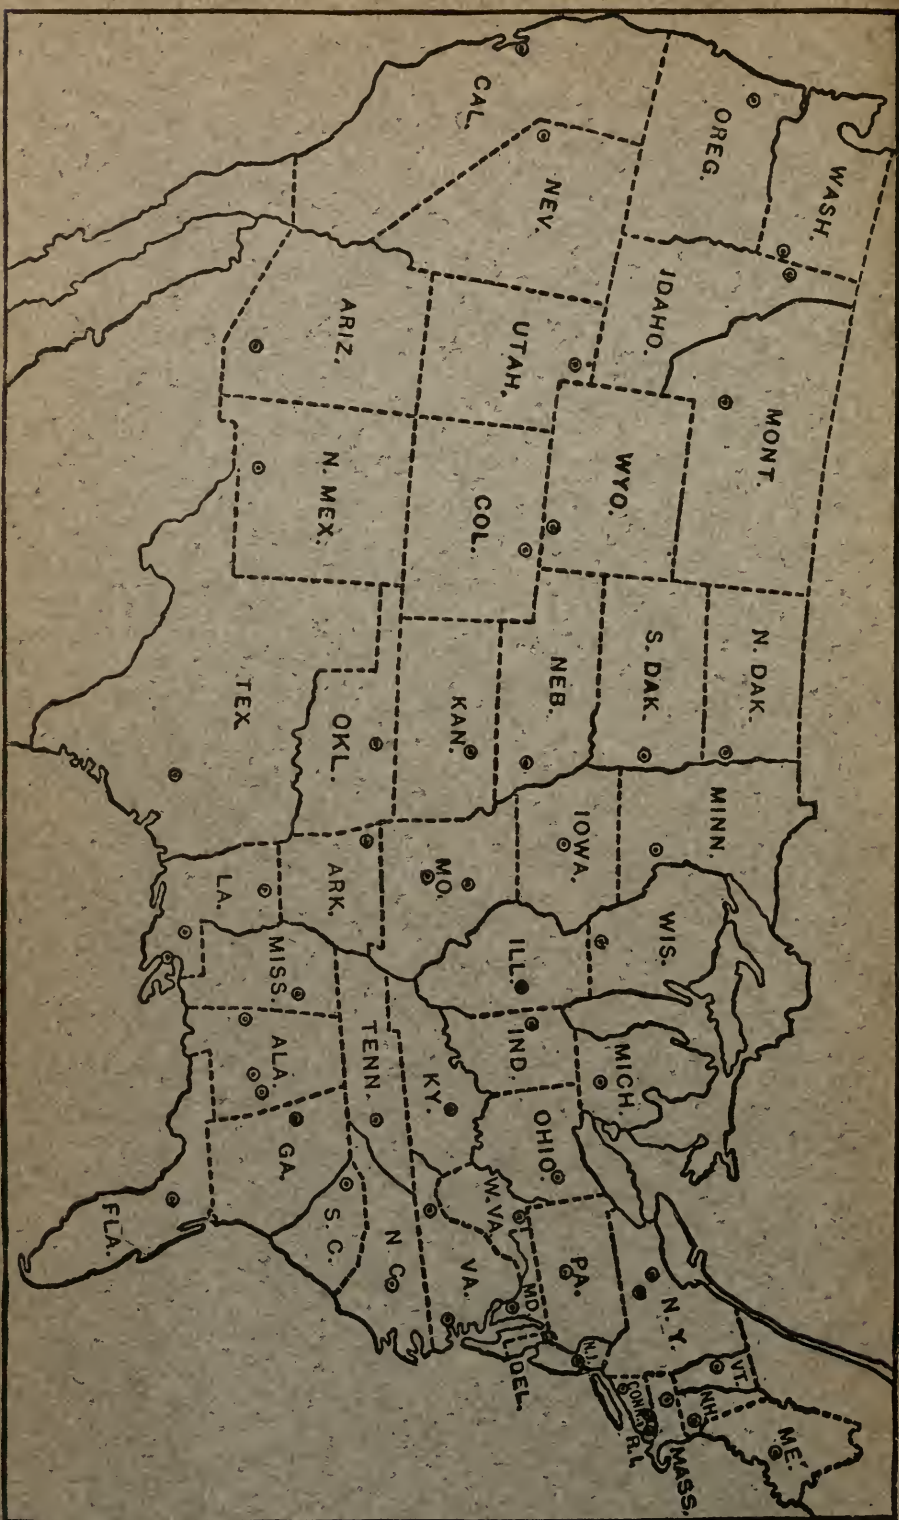 WASH.
OREG.
CAL.
NEV.
IDAHO.
MONT.
UTAH.
ARIZ.
WYO.
COL.
N. MEX.
N. DAK.
S. DAK.
NEB.
KAN.
OKL.
TEX.
MINN.
IOWA.
MO.
ARK.
LA.
WIS.
ILL.
MISS.
MICH.
IND.
OHIO.
KY.
TENN.
ALA.
GA.
FLA.
S. C.
N. C.
VA.
W. VA.
MD.
DEL.
PA.
N. J.
N. Y.
CONN.
R. I.
MASS.
VT.
N.H.
ME.